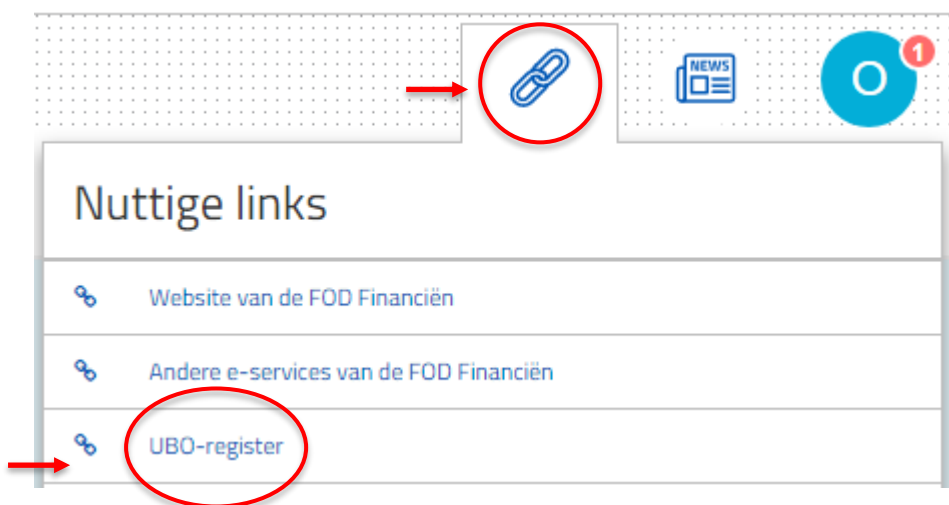 NEWS
O
1
Nuttige links
Website van de FOD Financiën
Andere e-services van de FOD Financiën
UBO-register